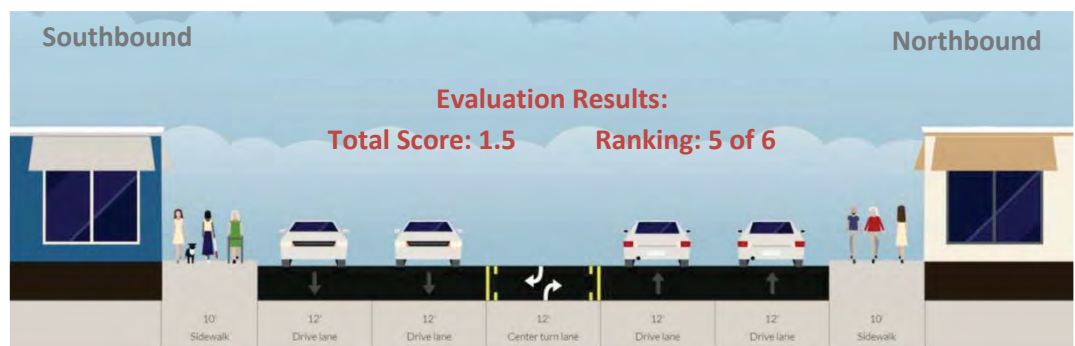 Southbound
Northbound
Evaluation Results:
Total Score: 1.5 Ranking: 5 of 6
10' 12' 12' 12' 12' 12' 10'
Sidewalk Drive lane Drive lane Center turn lane Drive lane Drive lane Sidewalk